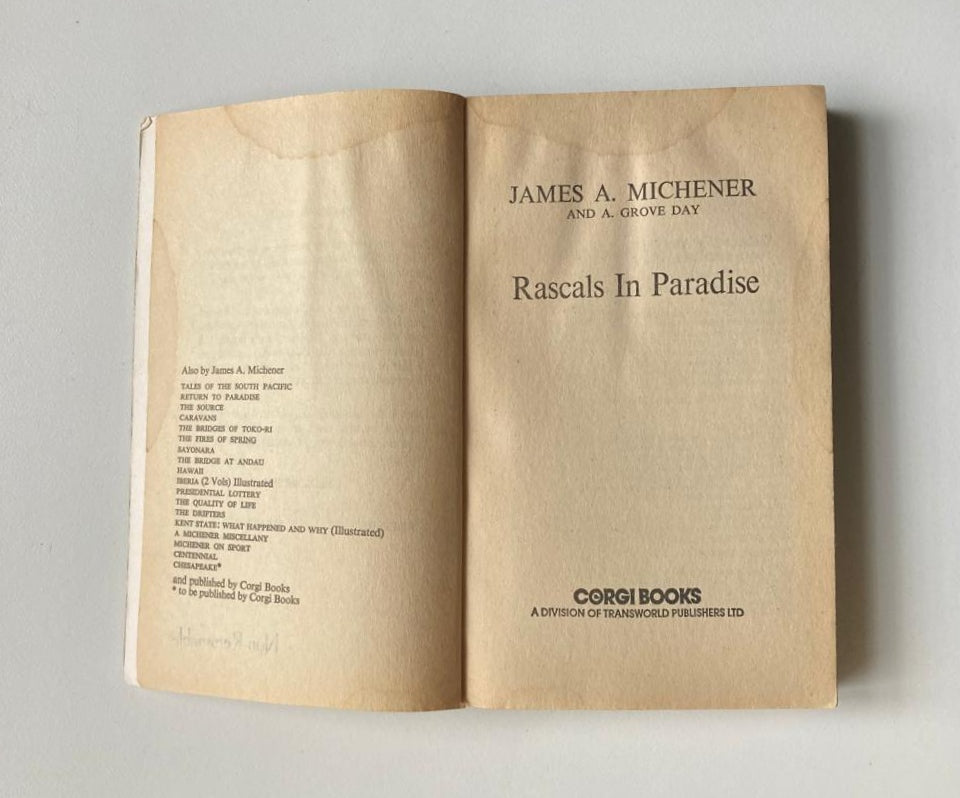 Also by James A. Michener
TALES OF THE SOUTH PACIFIC
RETURN TO PARADISE
THE SOURCE
CARAVANS
THE BRIDGES OF TOKO-RI
THE FIRES OF SPRING
SAYONARA
THE BRIDGE AT ANDAU
HAWAII
IBERIA (2 Vols) Illustrated
PRESIDENTIAL LOTTERY
THE QUALITY OF LIFE
THE DRIFTERS
KENT STATE: WHAT HAPPENED AND WHY (Illustrated)
A MICHENER MISCELLANY
MICHENER ON SPORT
CENTENNIAL
CHESAPEAKE*
and published by Corgi Books
* to be published by Corgi Books
JAMES A. MICHENER
AND A. GROVE DAY
Rascals In Paradise
CORGI BOOKS
A DIVISION OF TRANSWORLD PUBLISHERS LTD